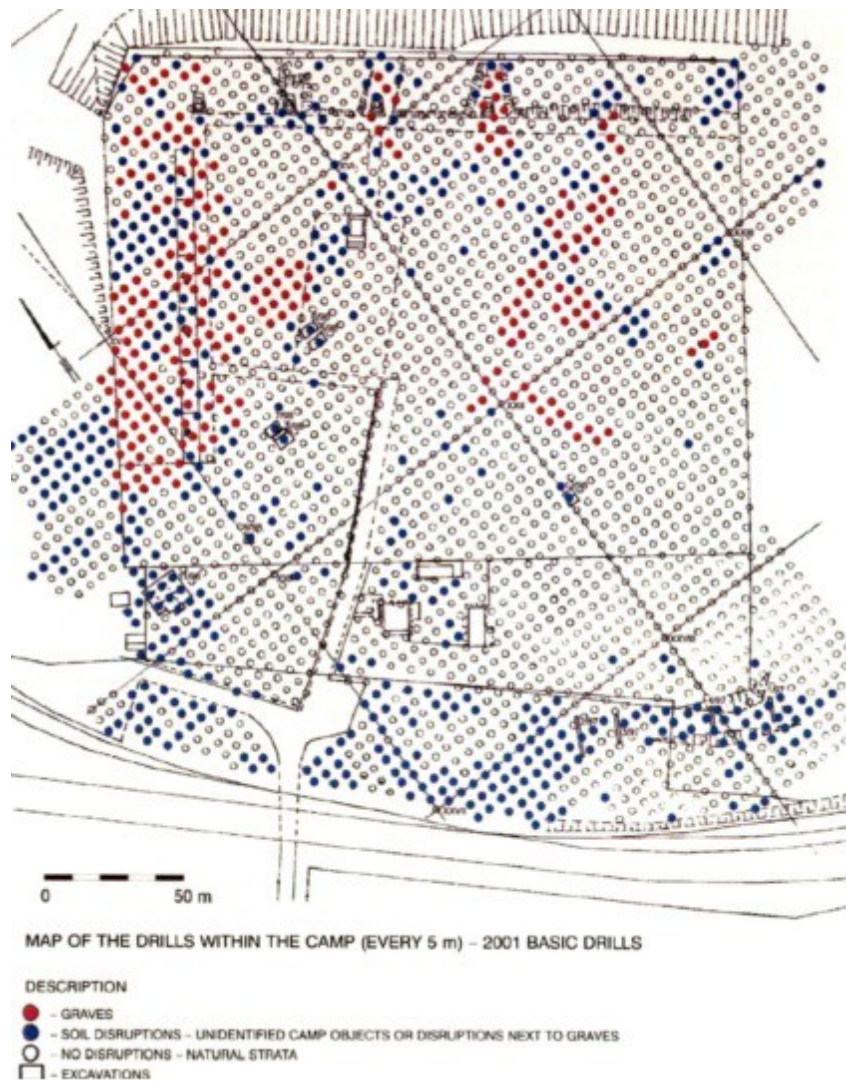 0
50 m
MAP OF THE DRILLS WITHIN THE CAMP (EVERY 5 m) – 2001 BASIC DRILLS
DESCRIPTION
– GRAVES
– SOIL DISRUPTIONS – UNIDENTIFIED CAMP OBJECTS OR DISRUPTIONS NEXT TO GRAVES
– NO DISRUPTIONS – NATURAL STRATA
– EXCAVATIONS